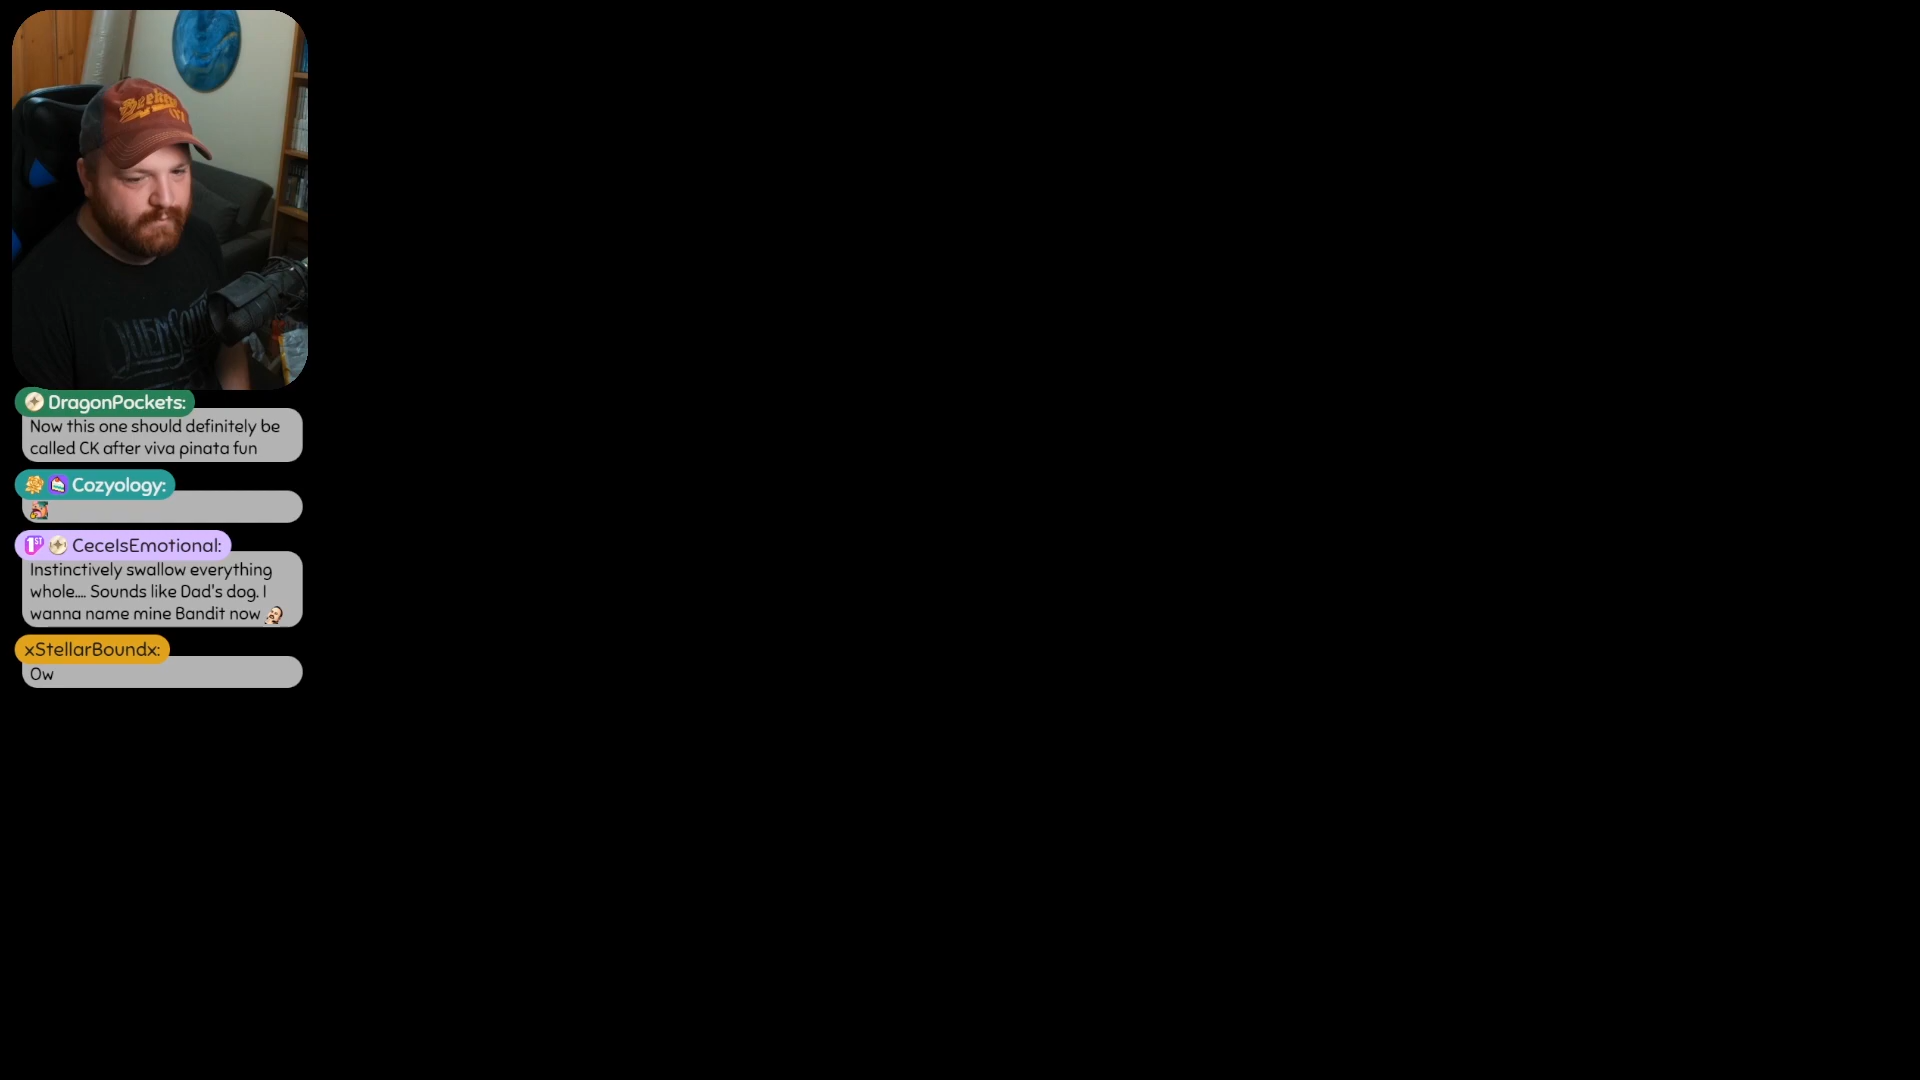 DragonPockets:
Now this one should definitely be
called CK after viva pinata fun
Cozyology:
1ST CeceIsEmotional:
Instinctively swallow everything
whole.... Sounds like Dad's dog. I
wanna name mine Bandit now
xStellarBoundx:
Ow